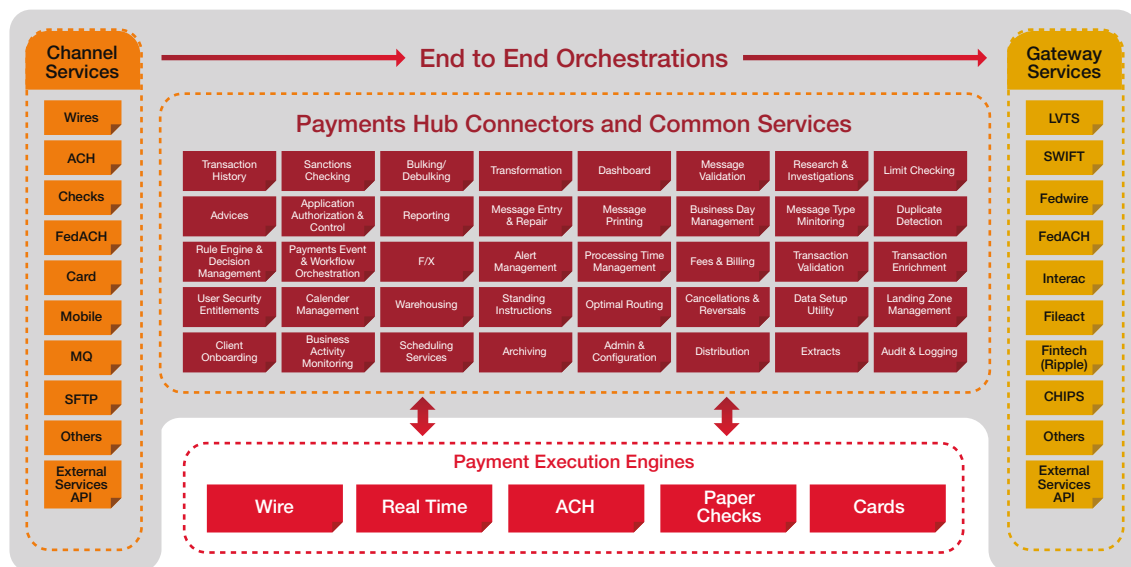 Channel
Services
End to End Orchestrations
Gateway
Services
Wires
ACH
Checks
FedACH
Card
Mobile
MQ
SFTP
Others
External
Services
API
Payments Hub Connectors and Common Services
Transaction
History
Sanctions
Checking
Bulking/
Debulking
Transformation
Dashboard
Message
Validation
Research &
Investigations
Limit Checking
Advices
Application
Authorization &
Control
Reporting
Message Entry
& Repair
Message
Printing
Business Day
Management
Message Type
Minitoring
Duplicate
Detection
Rule Engine &
Decision
Management
Payments Event
& Workflow
Orchestration
F/X
Alert
Management
Processing Time
Management
Fees & Billing
Transaction
Validation
Transaction
Enrichment
User Security
Entitlements
Calender
Management
Warehousing
Standing
Instructions
Optimal Routing
Cancellations &
Reversals
Data Setup
Utility
Landing Zone
Management
Client
Onboarding
Business
Activity
Monitoring
Scheduling
Services
Archiving
Admin &
Configuration
Distribution
Extracts
Audit & Logging
Payment Execution Engines
Wire
Real Time
ACH
Paper
Checks
Cards
LVTS
SWIFT
Fedwire
FedACH
Interac
Fileact
Fintech
(Ripple)
CHIPS
Others
External
Services
API